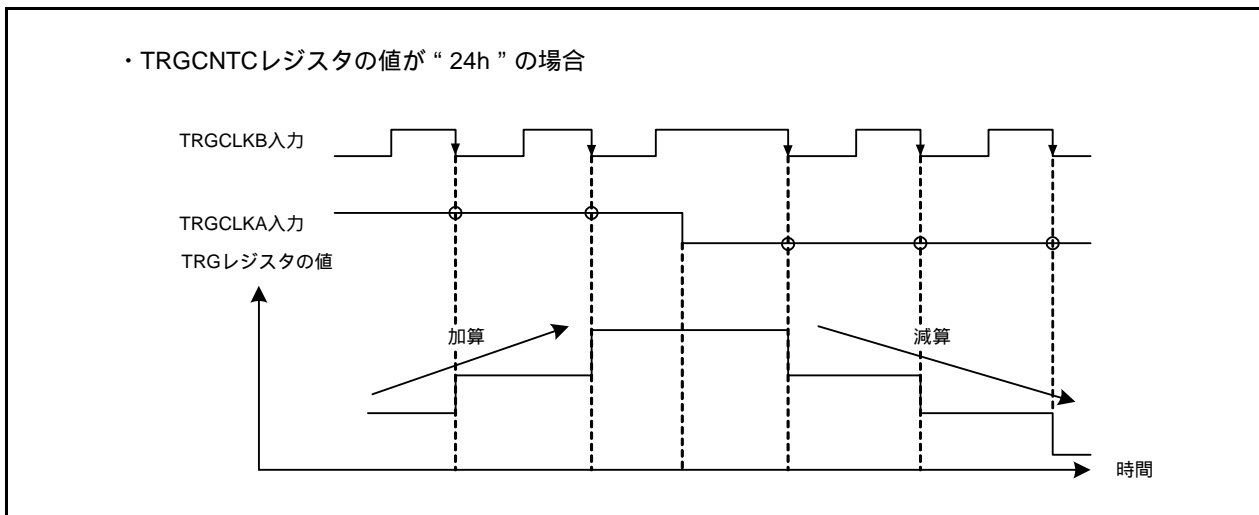 ・TRGCNTCレジスタの値が “ 24h ” の場合
TRGCLKB入力
TRGCLKA入力
TRGレジスタの値
加算
減算
時間